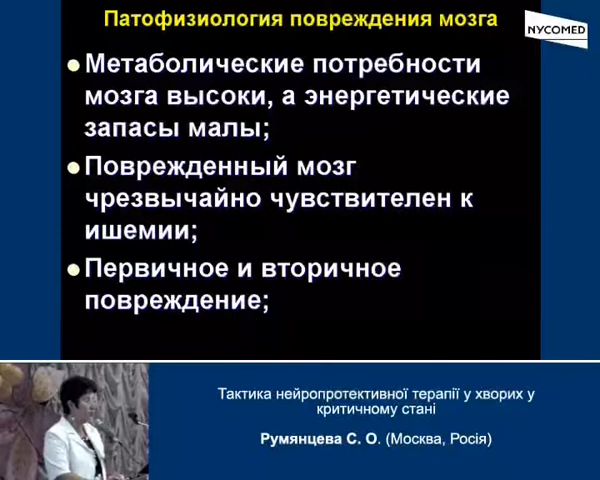 Патофизиология повреждения мозга
NYCOMED
Метаболические потребности
мозга высоки, а энергетические
запасы малы;
Поврежденный мозг
чрезвычайно чувствителен к
ишемии;
Первичное и вторичное
повреждение;
Тактика нейропротективної терапії у хворих у
критичному стані
Румянцева С. О. (Москва, Росія)